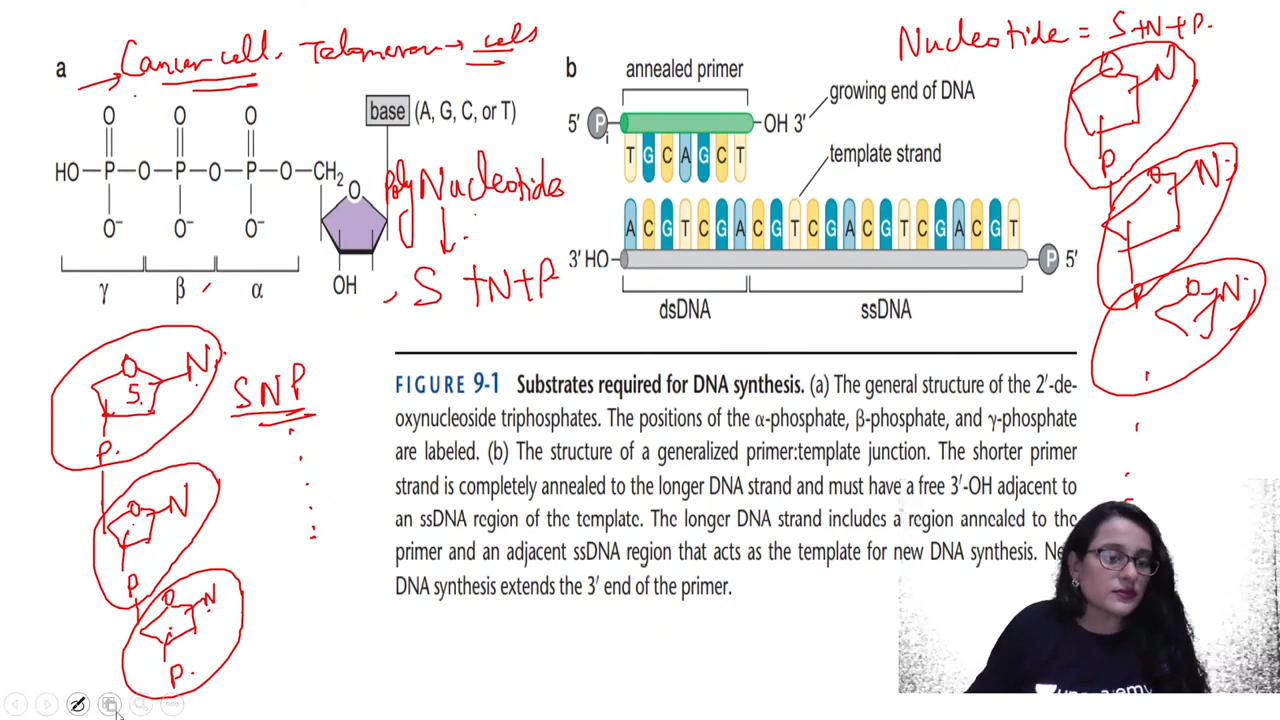 Cancer cell. Telomeron → cells
Nucleotide = S+N+P.
a
O O O
HO P O P O P O CH2
O- O- O-
γ β α
base (A, G, C, or T)
O
OH
Poly Nucleotides
S +N+P
b
annealed primer
5′ Pi OH 3′
growing end of DNA
T G C A G C T
template strand
A C G T C G A C G T C G A C G T C G A C G T
3′ HO P 5′
dsDNA ssDNA
O N
P
O N
P
O N
O N
S
P
SNP
O N
P
O N
P
FIGURE 9-1 Substrates required for DNA synthesis. (a) The general structure of the 2′-de-
oxynucleoside triphosphates. The positions of the α-phosphate, β-phosphate, and γ-phosphate
are labeled. (b) The structure of a generalized primer:template junction. The shorter primer
strand is completely annealed to the longer DNA strand and must have a free 3′-OH adjacent to
an ssDNA region of the template. The longer DNA strand includes a region annealed to the
primer and an adjacent ssDNA region that acts as the template for new DNA synthesis. Ne
DNA synthesis extends the 3′ end of the primer.